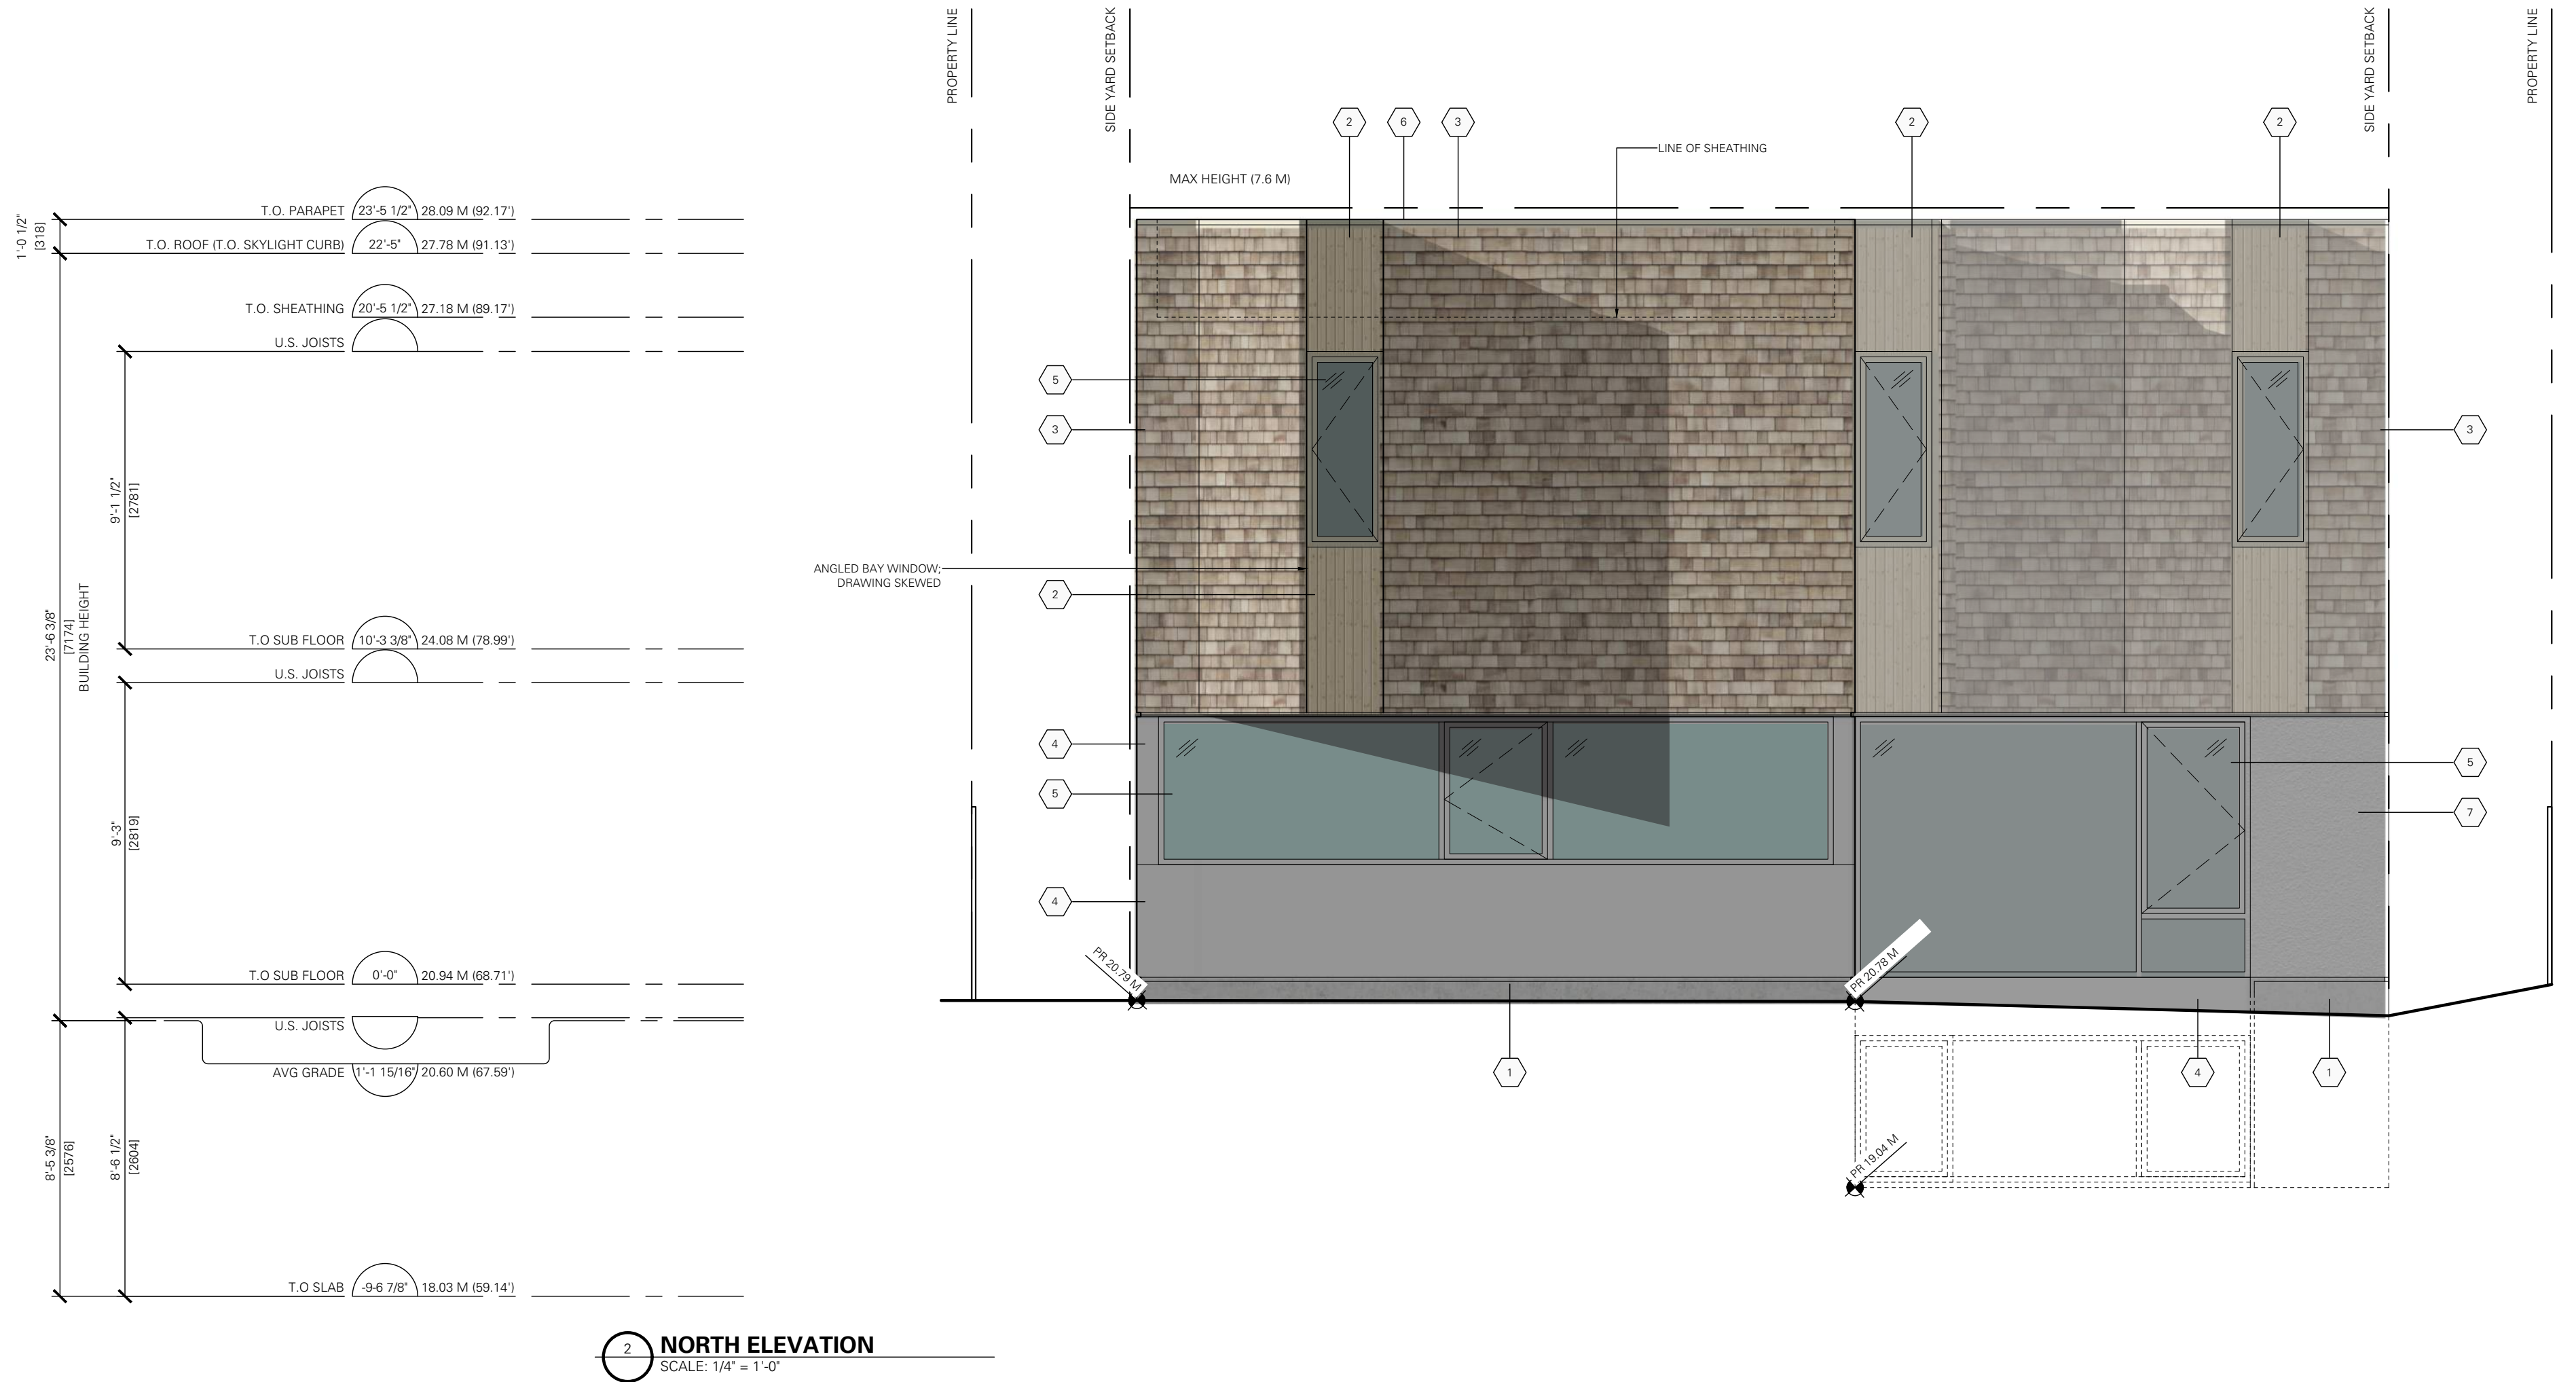 PROPERTY LINE
SIDE YARD SETBACK
SIDE YARD SETBACK
PROPERTY LINE
2
6
3
2
2
LINE OF SHEATHING
MAX HEIGHT (7.6 M)
1'-0 1/2"
[318]
T.O. PARAPET 23'-5 1/2" 28.09 M (92.17')
T.O. ROOF (T.O. SKYLIGHT CURB) 22'-5" 27.78 M (91.13')
T.O. SHEATHING 20'-5 1/2" 27.18 M (89.17')
U.S. JOISTS
5
3
3
9'-1 1/2"
[2781]
ANGLED BAY WINDOW;
DRAWING SKEWED
2
23'-6 3/8"
[7174]
BUILDING HEIGHT
T.O SUB FLOOR 10'-3 3/8" 24.08 M (78.99')
U.S. JOISTS
4
5
5
7
9'-3"
[2819]
4
T.O SUB FLOOR 0'-0" 20.94 M (68.71')
PR 20.79 M
PR 20.78 M
U.S. JOISTS
AVG GRADE 1'-1 15/16" 20.60 M (67.59')
1
4
1
8'-5 3/8"
[2576]
8'-6 1/2"
[2604]
PR 19.04 M
T.O SLAB -9-6 7/8" 18.03 M (59.14')
2 NORTH ELEVATION
SCALE: 1/4" = 1'-0"